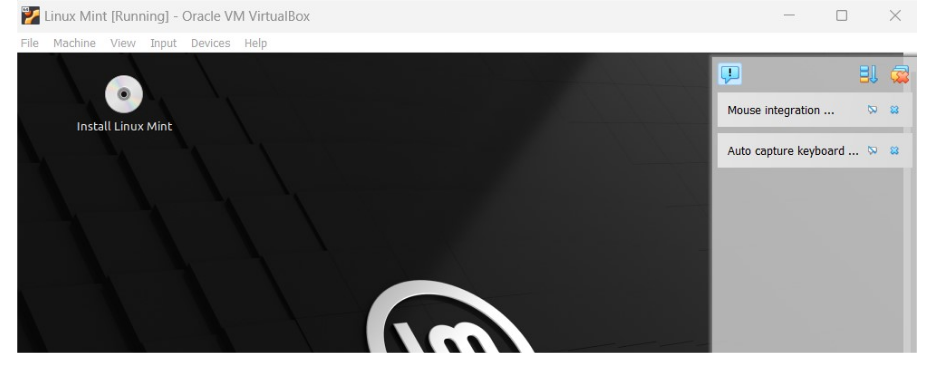 Linux Mint [Running] - Oracle VM VirtualBox
File Machine View Input Devices Help
Install Linux Mint
Mouse integration ...
Auto capture keyboard ...